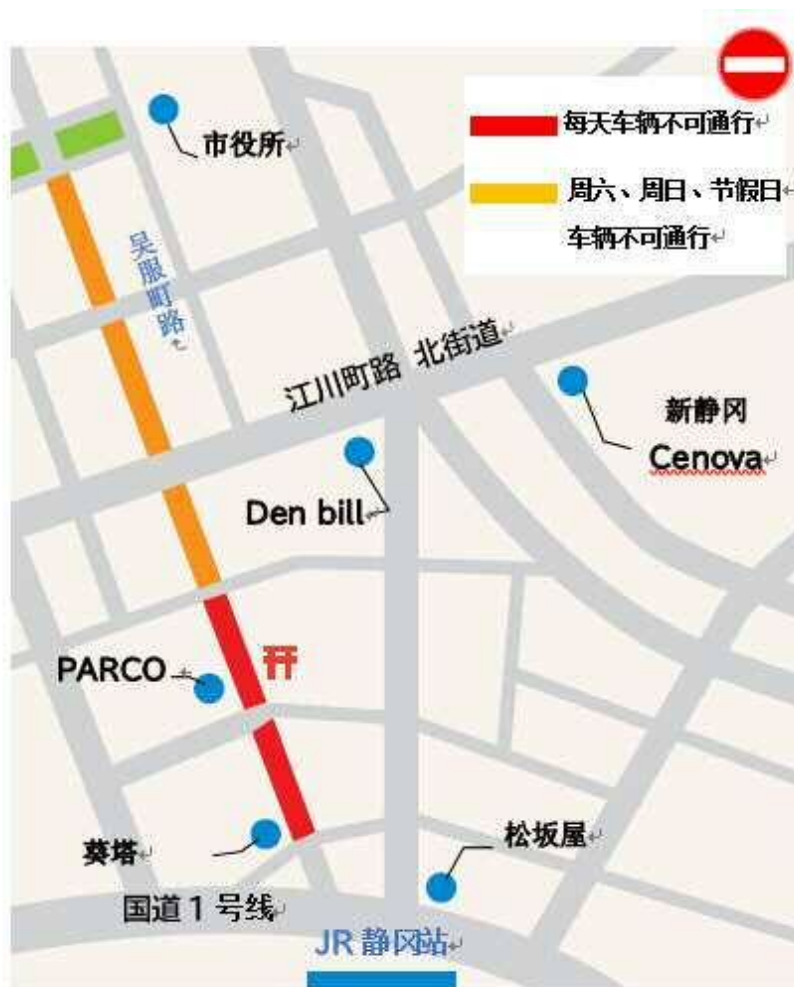 每天车辆不可通行
周六、周日、节假日
车辆不可通行
市役所
吴服町路
江川町路 北街道
新静冈
Cenova
Den bill
PARCO
葵塔
松坂屋
国道1号线
JR 静冈站